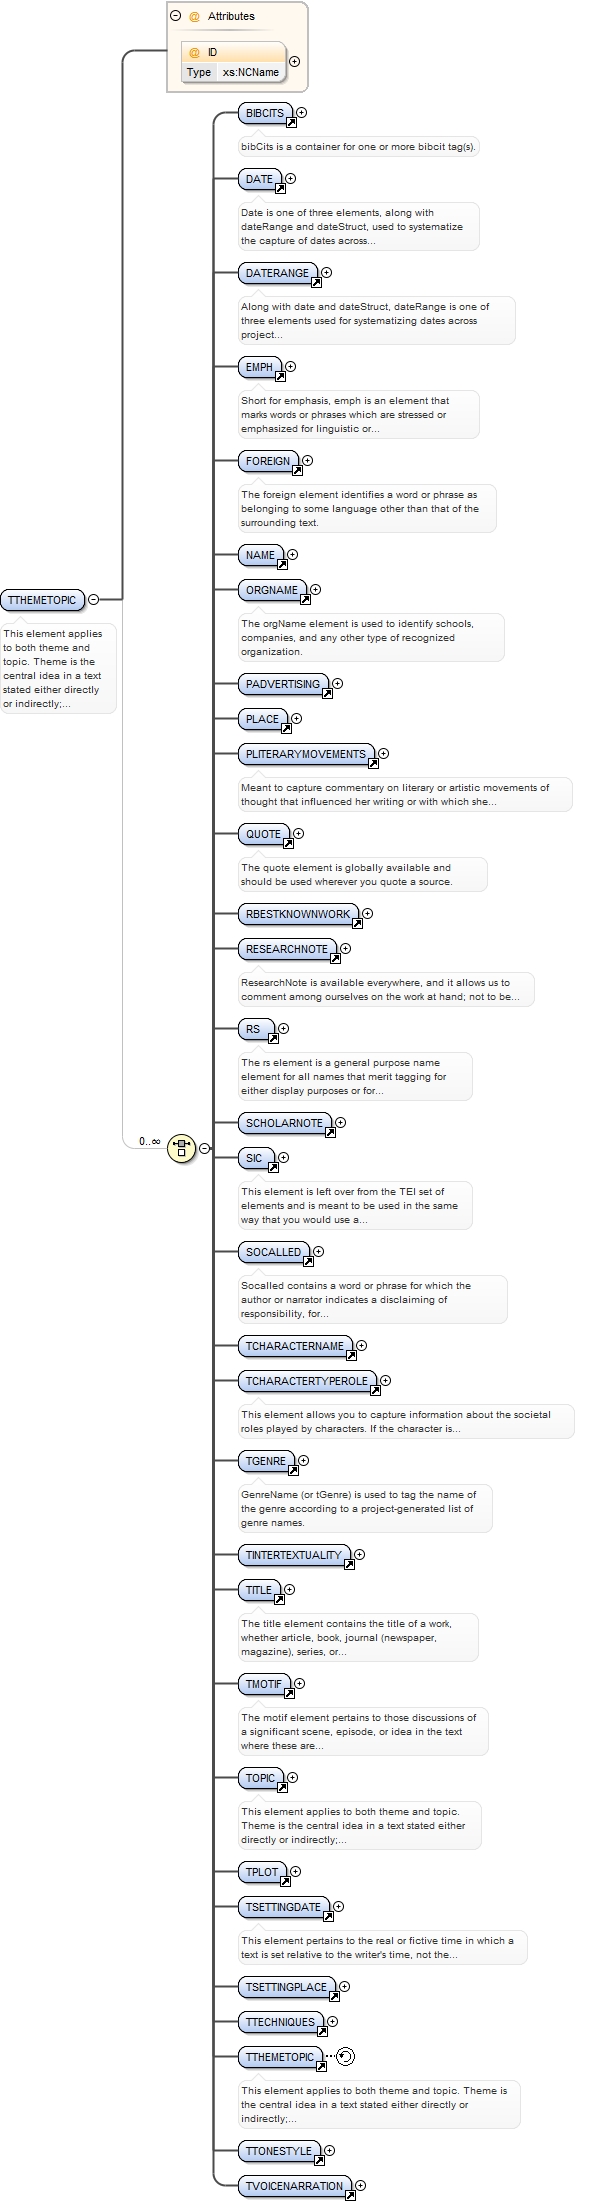 Attributes
@ ID
Type xs:NCName
BIBCITS
bibCits is a container for one or more bibcit tag(s).
DATE
Date is one of three elements, along with
dateRange and dateStruct, used to systematize
the capture of dates across...
DATERANGE
Along with date and dateStruct, dateRange is one of
three elements used for systematizing dates across
project...
EMPH
Short for emphasis, emph is an element that
marks words or phrases which are stressed or
emphasized for linguistic or...
FOREIGN
The foreign element identifies a word or phrase as
belonging to some language other than that of the
surrounding text.
NAME
ORGNAME
TTHEMETOPIC
This element applies
to both theme and
topic. Theme is the
central idea in a text
stated either directly
or indirectly;...
The orgName element is used to identify schools,
companies, and any other type of recognized
organization.
PADVERTISING
PLACE
PLITERARYMOVEMENTS
Meant to capture commentary on literary or artistic movements of
thought that influenced her writing or with which she...
QUOTE
The quote element is globally available and
should be used wherever you quote a source.
RBESTKNOWNWORK
RESEARCHNOTE
ResearchNote is available everywhere, and it allows us to
comment among ourselves on the work at hand; not to be...
RS
The rs element is a general purpose name
element for all names that merit tagging for
either display purposes or for...
SCHOLARNOTE
0..∞
SIC
This element is left over from the TEI set of
elements and is meant to be used in the same
way that you would use a...
SOCALLED
Socalled contains a word or phrase for which the
author or narrator indicates a disclaiming of
responsibility, for...
TCHARACTERNAME
TCHARACTERTYPEROLE
This element allows you to capture information about the societal
roles played by characters. If the character is...
TGENRE
GenreName (or tGenre) is used to tag the name of
the genre according to a project-generated list of
genre names.
TINTERTEXTUALITY
TITLE
The title element contains the title of a work,
whether article, book, journal (newspaper,
magazine), series, or...
TMOTIF
The motif element pertains to those discussions of
a significant scene, episode, or idea in the text
where these are...
TOPIC
This element applies to both theme and topic.
Theme is the central idea in a text stated either
directly or indirectly;...
TPLOT
TSETTINGDATE
This element pertains to the real or fictive time in which a
text is set relative to the writer's time, not the...
TSETTINGPLACE
TTECHNIQUES
TTHEMETOPIC
This element applies to both theme and topic. Theme is
the central idea in a text stated either directly or
indirectly;...
TTONESTYLE
TVOICENARRATION